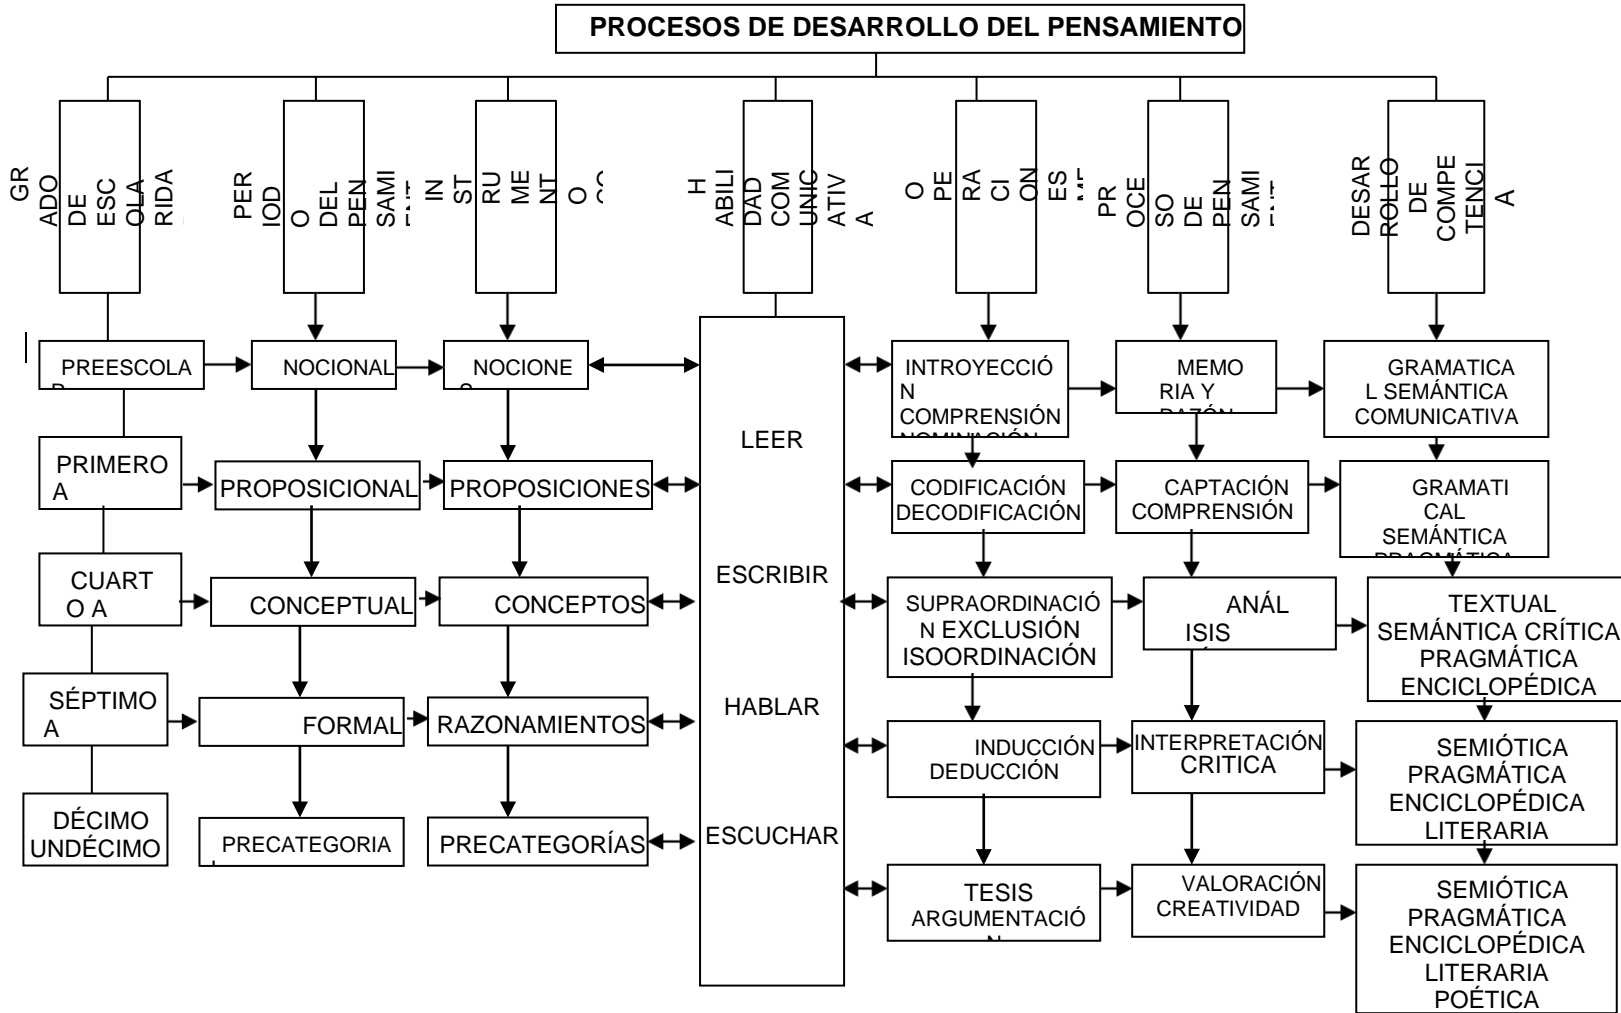 PROCESOS DE DESARROLLO DEL PENSAMIENTO
GR
ADO
DE
ESC
OLA
RIDA
PER
IOD
O
DEL
PEN
SAMI
IN
ST
RU
ME
NT
O
H
ABILI
DAD
COM
UNIC
ATIV
A
O
PE
RA
CI
ON
ES
PR
OCE
SO
DE
PEN
SAMI
DESAR
ROLLO
DE
COMPE
TENCI
A
PREESCOLA
NOCIONAL
NOCIONE
INTROYECCIÓ
N
COMPRENSIÓN
NOMINACIÓN
MEMO
RIA Y
RAZÓN
GRAMATICA
L SEMÁNTICA
COMUNICATIVA
LEER
PRIMERO
A
PROPOSICIONAL
PROPOSICIONES
CODIFICACIÓN
DECODIFICACIÓN
CAPTACIÓN
COMPRENSIÓN
GRAMATI
CAL
SEMÁNTICA
PRAGMÁTICA
ESCRIBIR
CUART
O A
CONCEPTUAL
CONCEPTOS
SUPRAORDINACIÓ
N EXCLUSIÓN
ISOORDINACIÓN
ANÁL
ISIS
TEXTUAL
SEMÁNTICA CRÍTICA
PRAGMÁTICA
ENCICLOPÉDICA
HABLAR
SÉPTIMO
A
FORMAL
RAZONAMIENTOS
INDUCCIÓN
DEDUCCIÓN
INTERPRETACIÓN
CRITICA
SEMIÓTICA
PRAGMÁTICA
ENCICLOPÉDICA
LITERARIA
ESCUCHAR
DÉCIMO
UNDÉCIMO
PRECATEGORIA
PRECATEGORÍAS
TESIS
ARGUMENTACIÓ
N
VALORACIÓN
CREATIVIDAD
SEMIÓTICA
PRAGMÁTICA
ENCICLOPÉDICA
LITERARIA
POÉTICA